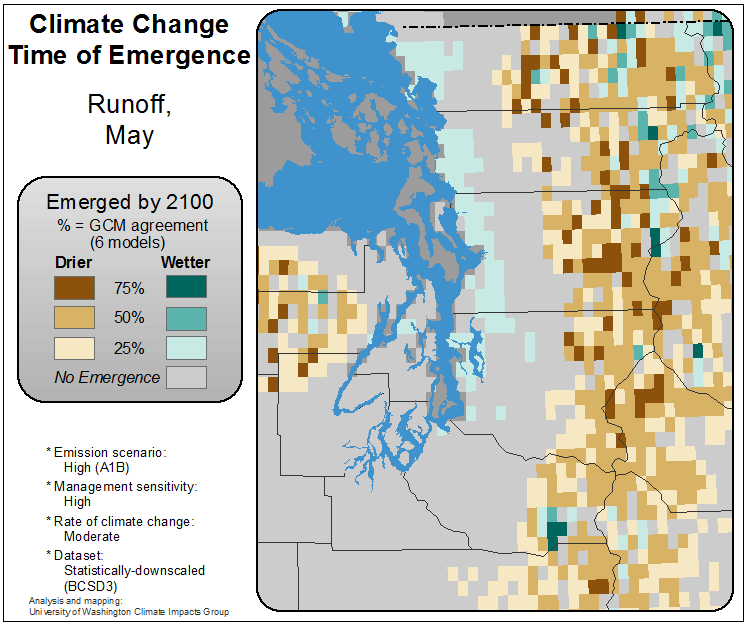 Climate Change
Time of Emergence
Runoff,
May
Emerged by 2100
% = GCM agreement
(6 models)
Drier Wetter
75%
50%
25%
No Emergence
* Emission scenario:
High (A1B)
* Management sensitivity:
High
* Rate of climate change:
Moderate
* Dataset:
Statistically-downscaled
(BCSD3)
Analysis and mapping:
University of Washington Climate Impacts Group